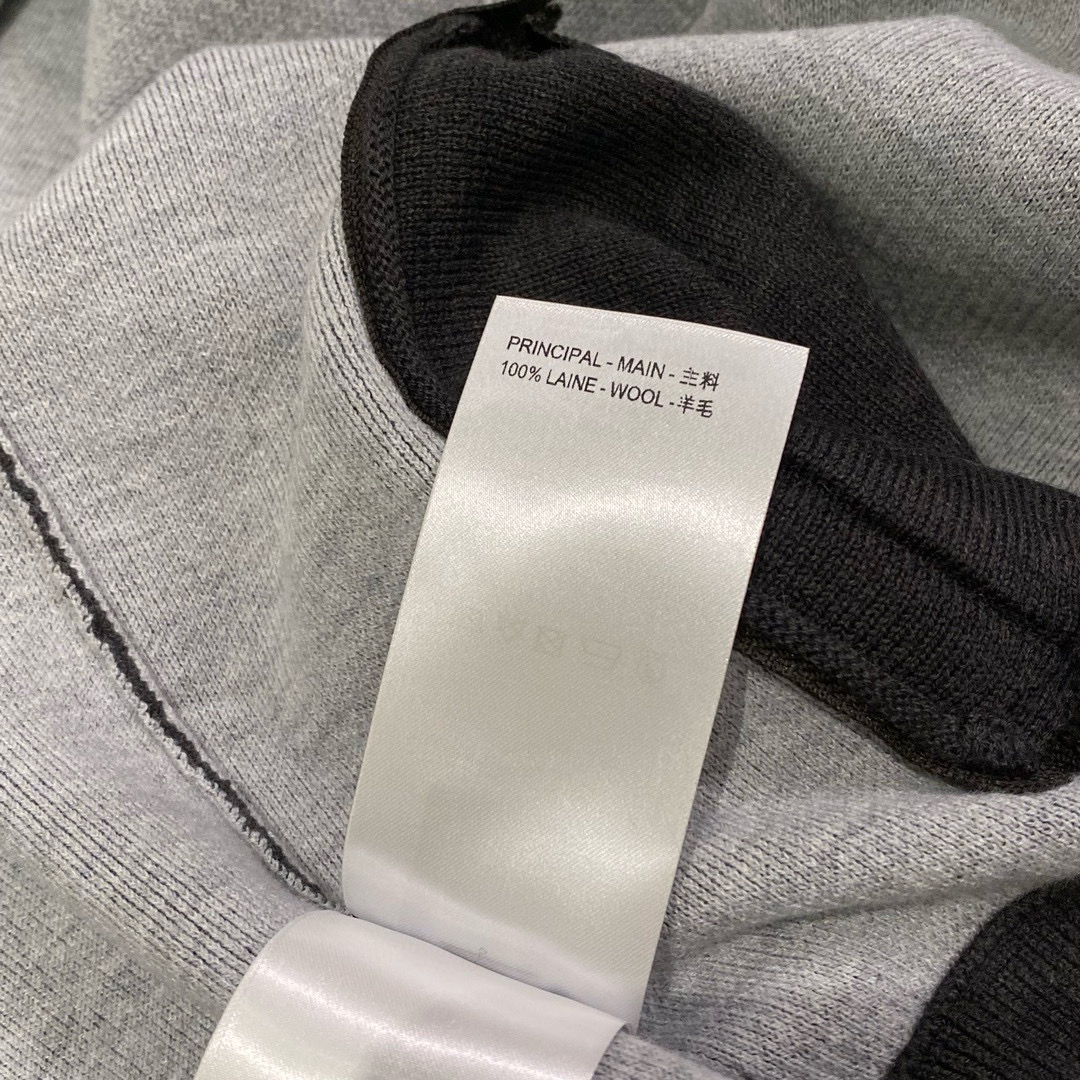 PRINCIPAL - MAIN - 主料
100% LAINE - WOOL - 羊毛